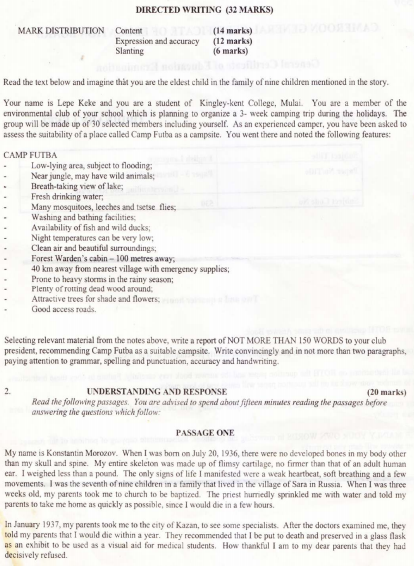 DIRECTED WRITING (32 MARKS)
MARK DISTRIBUTION Content (14 marks)
Expression and accuracy (12 marks)
Slanting (6 marks)
Read the text below and imagine that you are the eldest child in the family of nine children mentioned in the story.
Your name is Lepe Keke and you are a student of Kingley-kent College, Mulai. You are a member of the
environmental club of your school which is planning to organize a 3- week camping trip during the holidays. The
group will be made up of 30 selected members including yourself. As an experienced camper, you have been asked to
assess the suitability of a place called Camp Futba as a campsite. You went there and noted the following features:
CAMP FUTBA
- Low-lying area, subject to flooding;
- Near jungle, may have wild animals;
- Breath-taking view of lake;
- Fresh drinking water;
- Many mosquitoes, leeches and tsetse flies;
- Washing and bathing facilities;
- Availability of fish and wild ducks;
- Night temperatures can be very low;
- Clean air and beautiful surroundings;
- Forest Warden's cabin – 100 metres away;
- 40 km away from nearest village with emergency supplies;
- Prone to heavy storms in the rainy season;
- Plenty of rotting dead wood around;
- Attractive trees for shade and flowers;
- Good access roads.
Selecting relevant material from the notes above, write a report of NOT MORE THAN 150 WORDS to your club
president, recommending Camp Futba as a suitable campsite. Write convincingly and in not more than two paragraphs,
paying attention to grammar, spelling and punctuation, accuracy and handwriting.
2. UNDERSTANDING AND RESPONSE (20 marks)
Read the following passages. You are advised to spend about fifteen minutes reading the passages before
answering the questions which follow:
PASSAGE ONE
My name is Konstantin Morozov. When I was born on July 20, 1936, there were no developed bones in my body other
than my skull and spine. My entire skeleton was made up of flimsy cartilage, no firmer than that of an adult human
ear. I weighed less than a pound. The only signs of life I manifested were a weak heartbeat, soft breathing and a few
movements. I was the seventh of nine children in a family that lived in the village of Sara in Russia. When I was three
weeks old, my parents took me to church to be baptized. The priest hurriedly sprinkled me with water and told my
parents to take me home as quickly as possible, since I would die in a few hours.
In January 1937, my parents took me to the city of Kazan, to see some specialists. After the doctors examined me, they
told my parents that I would die within a year. They recommended that I be put to death and preserved in a glass flask
as an exhibit to be used as a visual aid for medical students. How thankful I am to my dear parents that they had
decisively refused.